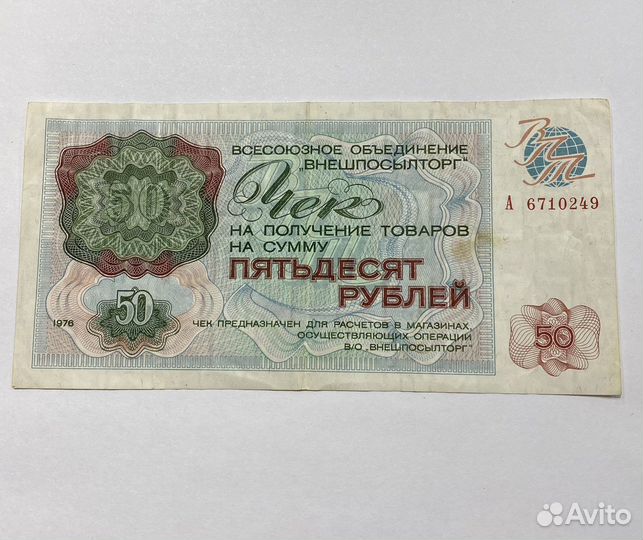 ВСЕСОЮЗНОЕ ОБЪЕДИНЕНИЕ
"ВНЕШПОСЫЛТОРГ"
ВПТ
А 6710249
50
Чек
НА ПОЛУЧЕНИЕ ТОВАРОВ
НА СУММУ
ПЯТЬДЕСЯТ
РУБЛЕЙ
50
1976
ЧЕК ПРЕДНАЗНАЧЕН ДЛЯ РАСЧЕТОВ В МАГАЗИНАХ,
ОСУЩЕСТВЛЯЮЩИХ ОПЕРАЦИИ
В/О "ВНЕШПОСЫЛТОРГ"
50
Avito